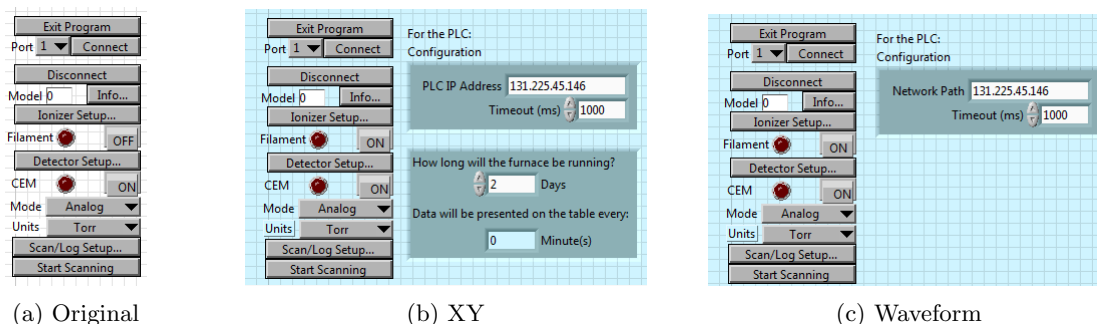 Exit Program
Port 1 Connect
Disconnect
Model 0 Info...
Ionizer Setup...
Filament OFF
Detector Setup...
CEM ON
Mode Analog
Units Torr
Scan/Log Setup...
Start Scanning
(a) Original
Exit Program
Port 1 Connect
Disconnect
Model 0 Info...
Ionizer Setup...
Filament ON
Detector Setup...
CEM ON
Mode Analog
Units Torr
Scan/Log Setup...
Start Scanning
For the PLC:
Configuration
PLC IP Address 131.225.45.146
Timeout (ms) 1000
How long will the furnace be running?
2 Days
Data will be presented on the table every:
0 Minute(s)
(b) XY
Exit Program
Port 1 Connect
Disconnect
Model 0 Info...
Ionizer Setup...
Filament ON
Detector Setup...
CEM ON
Mode Analog
Units Torr
Scan/Log Setup...
Start Scanning
For the PLC:
Configuration
Network Path 131.225.45.146
Timeout (ms) 1000
(c) Waveform